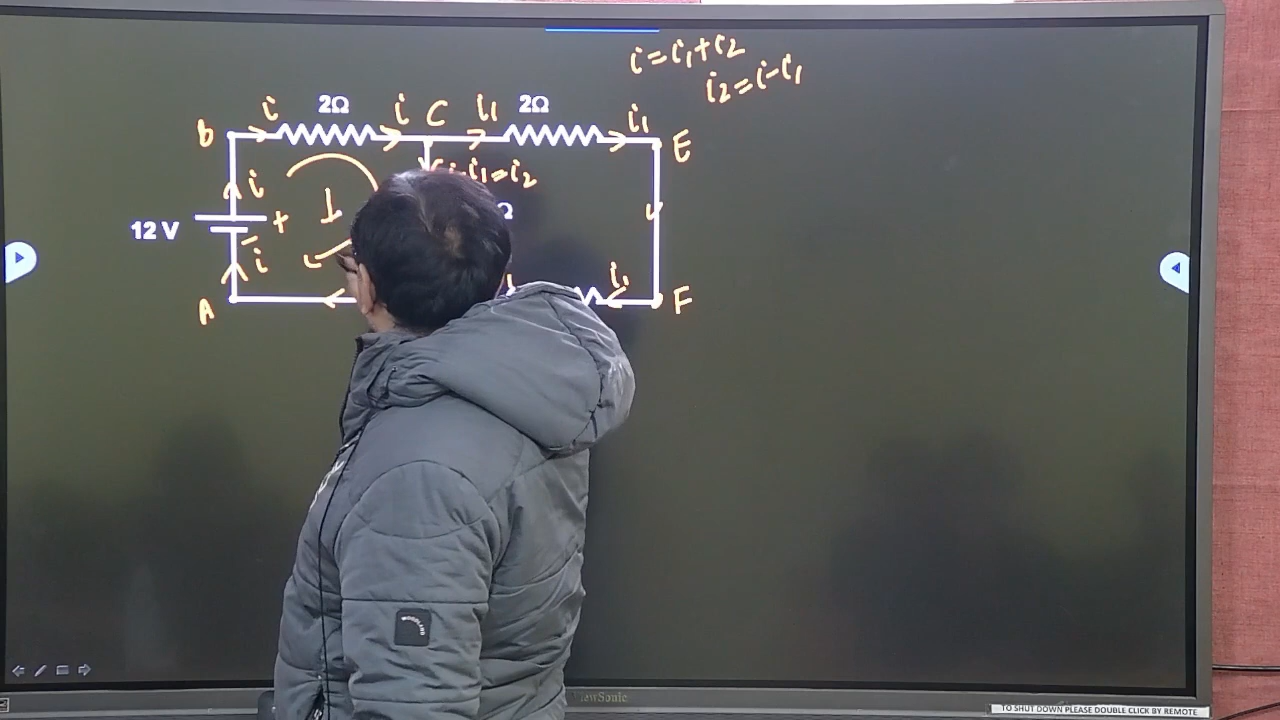 i = i₁ + i₂
i₂ = i - i₁
i 2Ω i C i₁ 2Ω i₁
B E
i₁ = i₂
i I Ω
12 V +
-
i i₁
A F
ViewSonic
TO SHUT DOWN PLEASE DOUBLE CLICK BY REMOTE